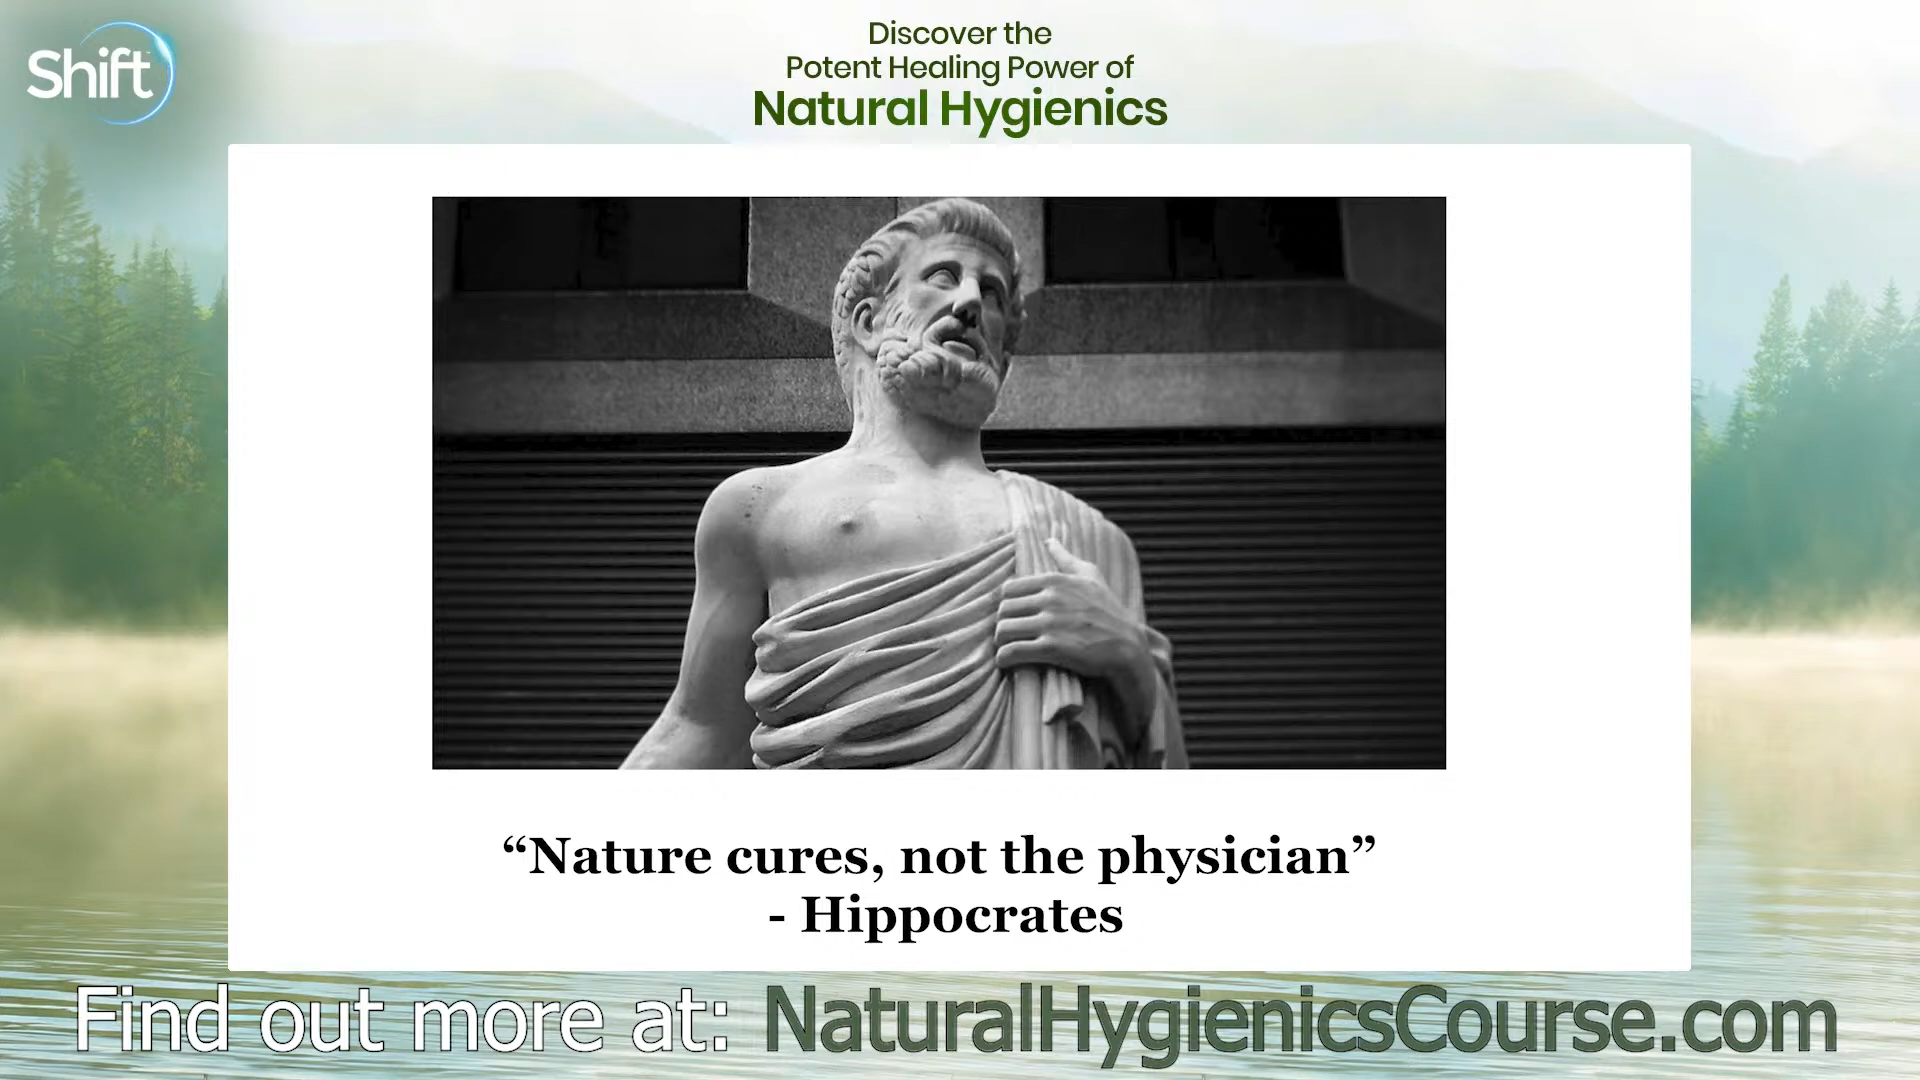 Shift
Discover the
Potent Healing Power of
Natural Hygienics
“Nature cures, not the physician”
- Hippocrates
Find out more at: NaturalHygienicsCourse.com